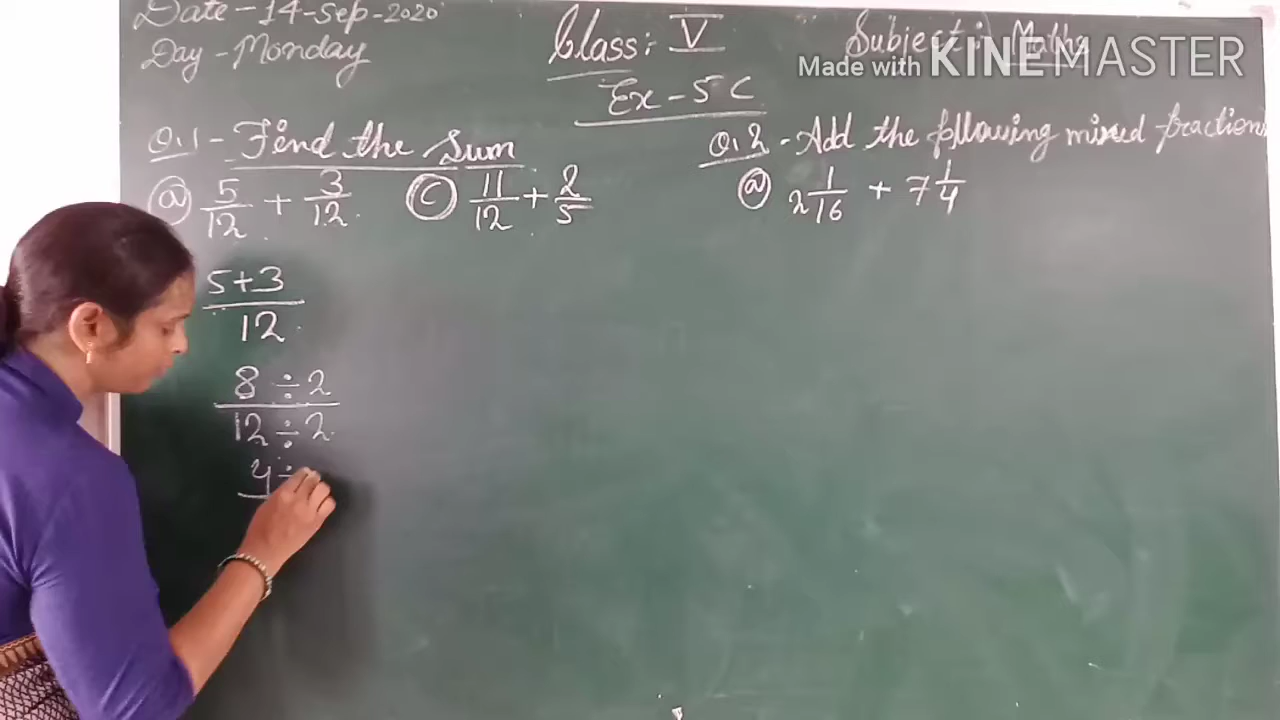 Date - 14-Sep-2020
Day - Monday
Class: V
Subject: Maths
Made with KINEMASTER
Ex - 5 C
Q.1 - Find the Sum
(a) 5/12 + 3/12 (C) 11/12 + 2/5
5+3
12
8 ÷ 2
12 ÷ 2
4 ÷
Q.2 - Add the following mixed fractions
(a) 2 1/16 + 7 1/4